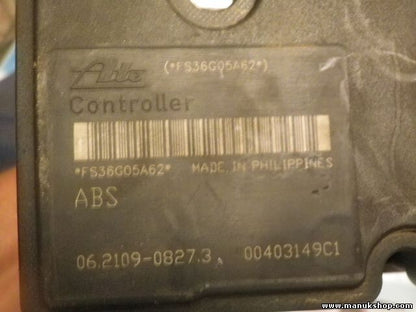 Ate (*FS36G05A62*)
Controller
*FS36G05A62* MADE IN PHILIPPINES
ABS
06.2109-0827.3 00403149C1
www.manukshop.com